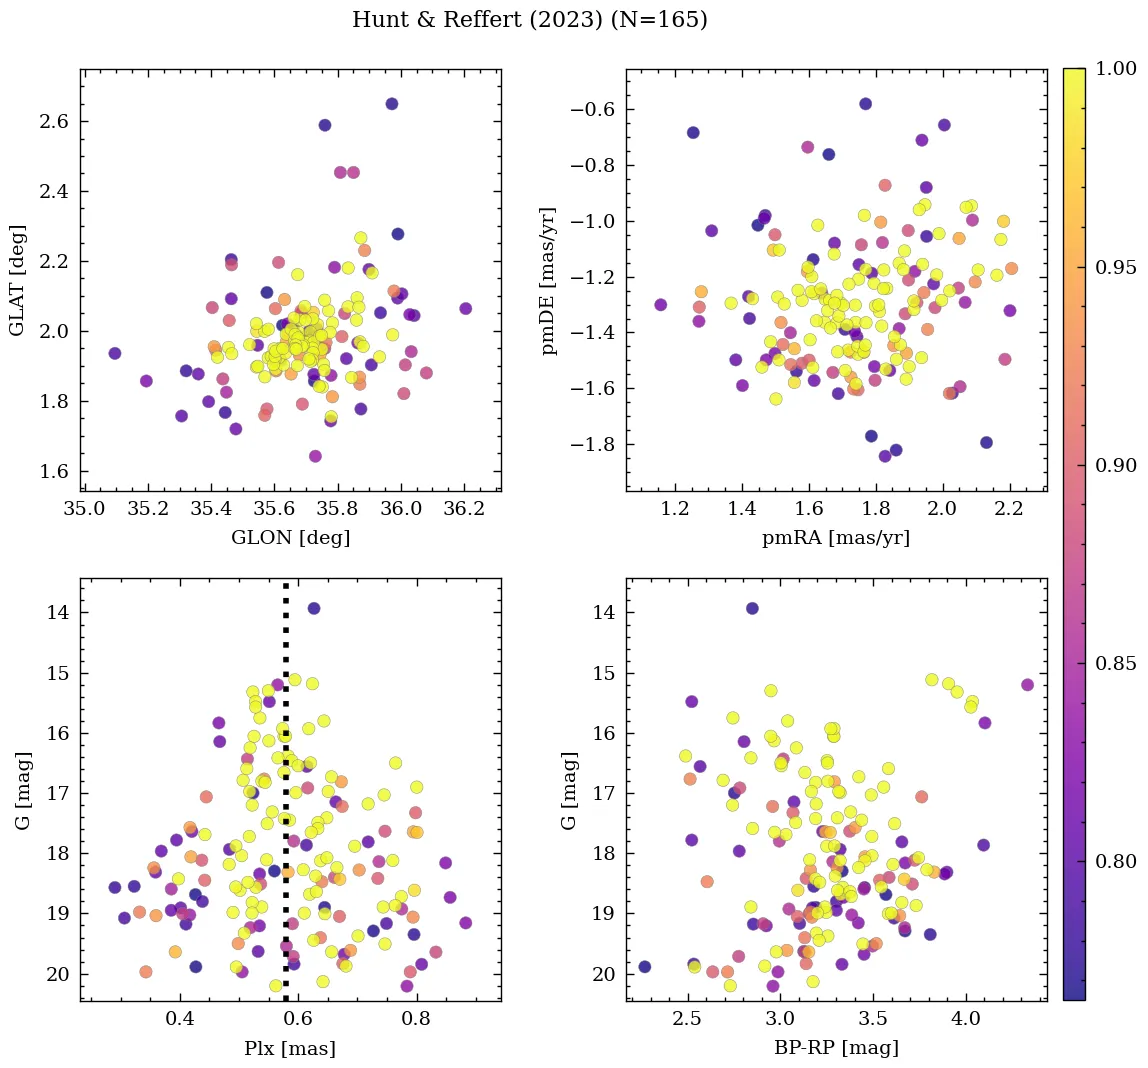 Hunt & Reffert (2023) (N=165)
GLAT [deg]
2.6
2.4
2.2
2.0
1.8
1.6
35.0 35.2 35.4 35.6 35.8 36.0 36.2
GLON [deg]
pmDE [mas/yr]
−0.6
−0.8
−1.0
−1.2
−1.4
−1.6
−1.8
1.2 1.4 1.6 1.8 2.0 2.2
pmRA [mas/yr]
1.00
0.95
0.90
0.85
0.80
G [mag]
14
15
16
17
18
19
20
0.4 0.6 0.8
Plx [mas]
G [mag]
14
15
16
17
18
19
20
2.5 3.0 3.5 4.0
BP-RP [mag]